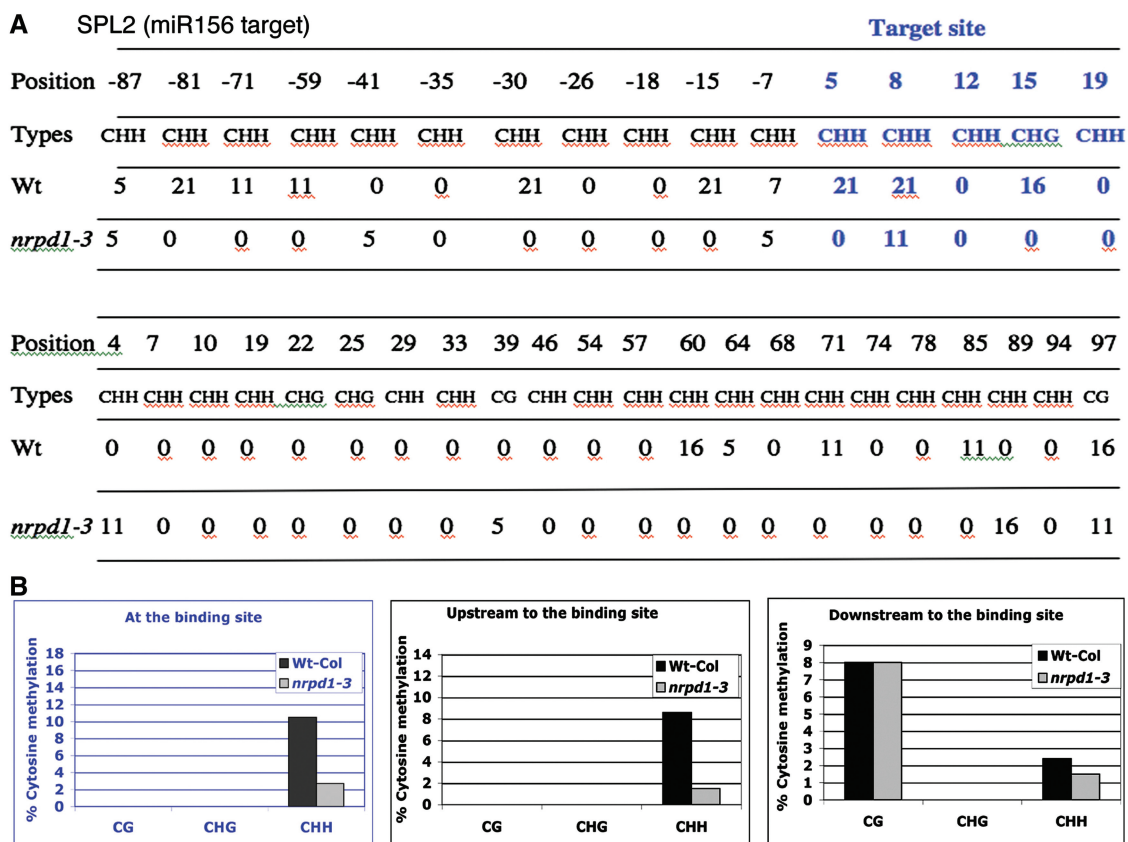 A SPL2 (miR156 target)
Target site
Position -87 -81 -71 -59 -41 -35 -30 -26 -18 -15 -7 5 8 12 15 19
Types CHH CHH CHH CHH CHH CHH CHH CHH CHH CHH CHH CHH CHH CHH CHG CHH
Wt 5 21 11 11 0 0 21 0 0 21 7 21 21 0 16 0
nrpd1-3 5 0 0 0 5 0 0 0 0 0 5 0 11 0 0 0
Position 4 7 10 19 22 25 29 33 39 46 54 57 60 64 68 71 74 78 85 89 94 97
Types CHH CHH CHH CHH CHG CHG CHH CHH CG CHH CHH CHH CHH CHH CHH CHH CHH CHH CHH CHH CHH CG
Wt 0 0 0 0 0 0 0 0 0 0 0 0 16 5 0 11 0 0 11 0 0 16
nrpd1-3 11 0 0 0 0 0 0 0 5 0 0 0 0 0 0 0 0 0 0 16 0 11
B
At the binding site
% Cytosine methylation
18
16
14
12
10
8
6
4
2
0
Wt-Col
nrpd1-3
CG CHG CHH
Upstream to the binding site
% Cytosine methylation
14
12
10
8
6
4
2
0
Wt-Col
nrpd1-3
CG CHG CHH
Downstream to the binding site
% Cytosine methylation
9
8
7
6
5
4
3
2
1
0
Wt-Col
nrpd1-3
CG CHG CHH